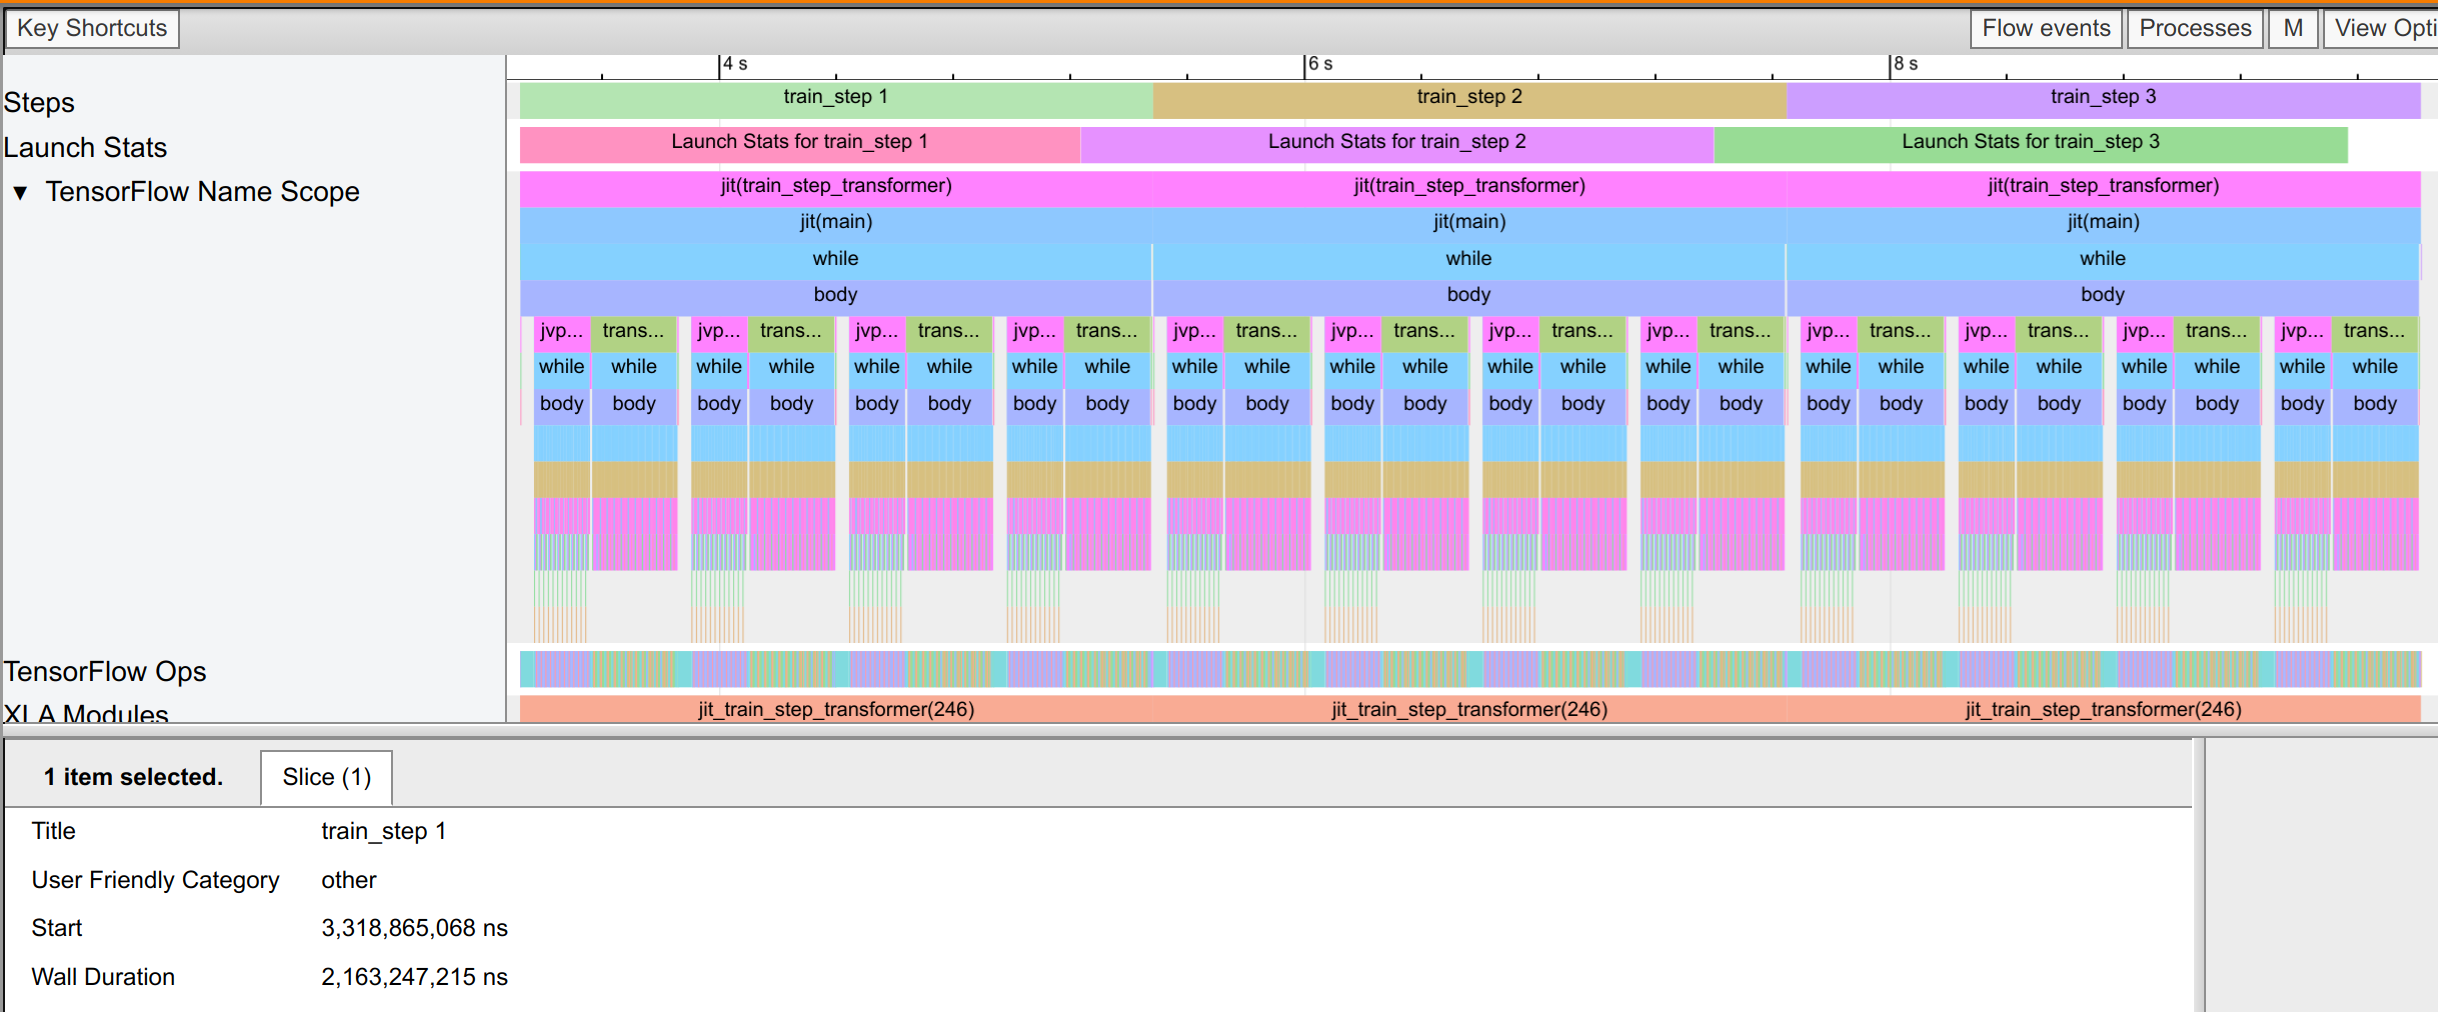 Key Shortcuts Flow events Processes M View Opti
4 s 6 s 8 s
Steps train_step 1 train_step 2 train_step 3
Launch Stats Launch Stats for train_step 1 Launch Stats for train_step 2 Launch Stats for train_step 3
▼ TensorFlow Name Scope jit(train_step_transformer) jit(train_step_transformer) jit(train_step_transformer)
jit(main) jit(main) jit(main)
while while while
body body body
jvp... trans... jvp... trans... jvp... trans... jvp... trans... jvp... trans... jvp... trans... jvp... trans... jvp... trans... jvp... trans... jvp... trans... jvp... trans... jvp... trans...
while while while while while while while while while while while while while while while while while while while while while while while while
body body body body body body body body body body body body body body body body body body body body body body body body
TensorFlow Ops
XLA Modules jit_train_step_transformer(246) jit_train_step_transformer(246) jit_train_step_transformer(246)
1 item selected. Slice (1)
Title train_step 1
User Friendly Category other
Start 3,318,865,068 ns
Wall Duration 2,163,247,215 ns